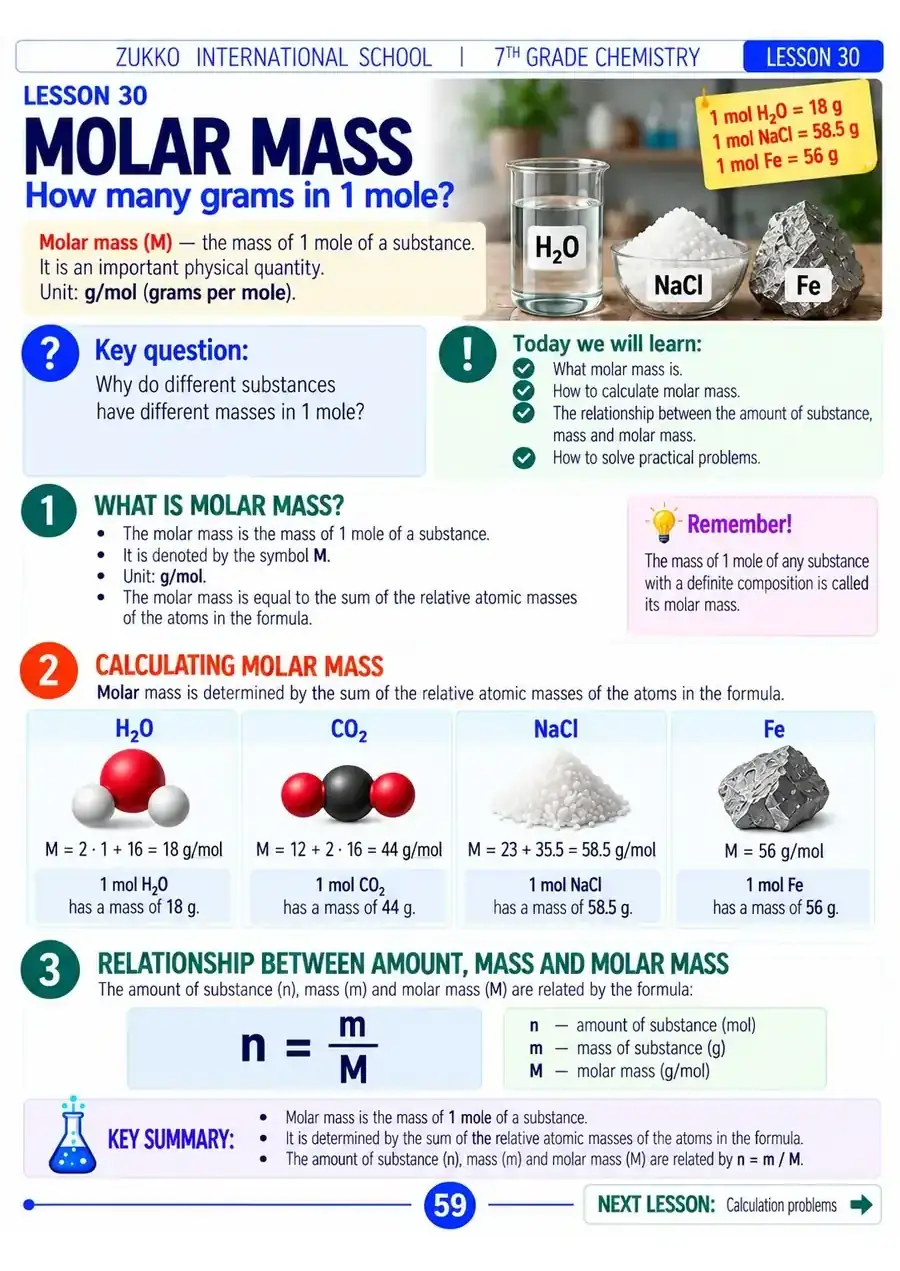 ZUKKO INTERNATIONAL SCHOOL | 7TH GRADE CHEMISTRY LESSON 30
LESSON 30
MOLAR MASS
How many grams in 1 mole?
Molar mass (M) — the mass of 1 mole of a substance.
It is an important physical quantity.
Unit: g/mol (grams per mole).
1 mol H₂O = 18 g
1 mol NaCl = 58.5 g
1 mol Fe = 56 g
H₂O
NaCl
Fe
?
Key question:
Why do different substances
have different masses in 1 mole?
!
Today we will learn:
What molar mass is.
How to calculate molar mass.
The relationship between the amount of substance,
mass and molar mass.
How to solve practical problems.
1
WHAT IS MOLAR MASS?
• The molar mass is the mass of 1 mole of a substance.
• It is denoted by the symbol M.
• Unit: g/mol.
• The molar mass is equal to the sum of the relative atomic masses
of the atoms in the formula.
Remember!
The mass of 1 mole of any substance
with a definite composition is called
its molar mass.
2
CALCULATING MOLAR MASS
Molar mass is determined by the sum of the relative atomic masses of the atoms in the formula.
H₂O
M = 2 · 1 + 16 = 18 g/mol
1 mol H₂O
has a mass of 18 g.
CO₂
M = 12 + 2 · 16 = 44 g/mol
1 mol CO₂
has a mass of 44 g.
NaCl
M = 23 + 35.5 = 58.5 g/mol
1 mol NaCl
has a mass of 58.5 g.
Fe
M = 56 g/mol
1 mol Fe
has a mass of 56 g.
3
RELATIONSHIP BETWEEN AMOUNT, MASS AND MOLAR MASS
The amount of substance (n), mass (m) and molar mass (M) are related by the formula:
n = m / M
n — amount of substance (mol)
m — mass of substance (g)
M — molar mass (g/mol)
KEY SUMMARY:
• Molar mass is the mass of 1 mole of a substance.
• It is determined by the sum of the relative atomic masses of the atoms in the formula.
• The amount of substance (n), mass (m) and molar mass (M) are related by n = m / M.
59
NEXT LESSON: Calculation problems